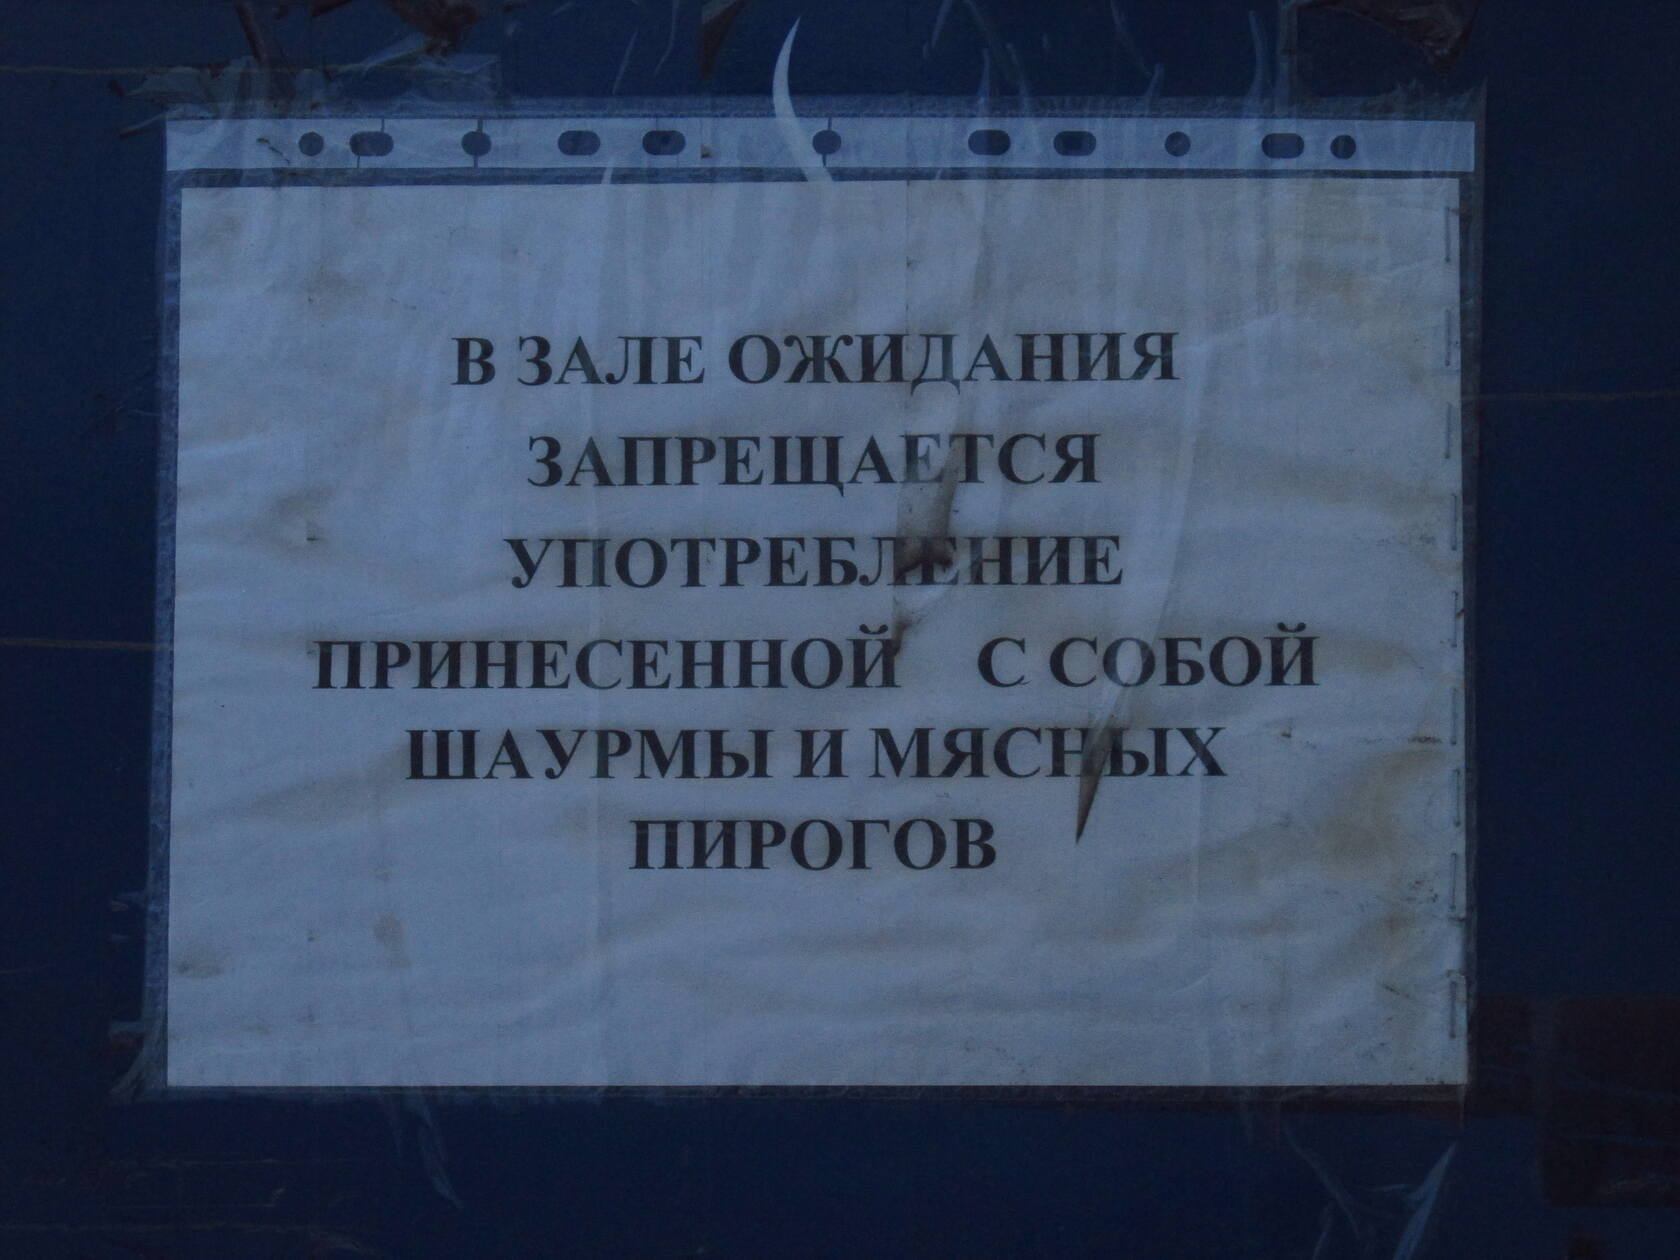 В ЗАЛЕ ОЖИДАНИЯ
ЗАПРЕЩАЕТСЯ
УПОТРЕБЛЕНИЕ
ПРИНЕСЕННОЙ С СОБОЙ
ШАУРМЫ И МЯСНЫХ
ПИРОГОВ